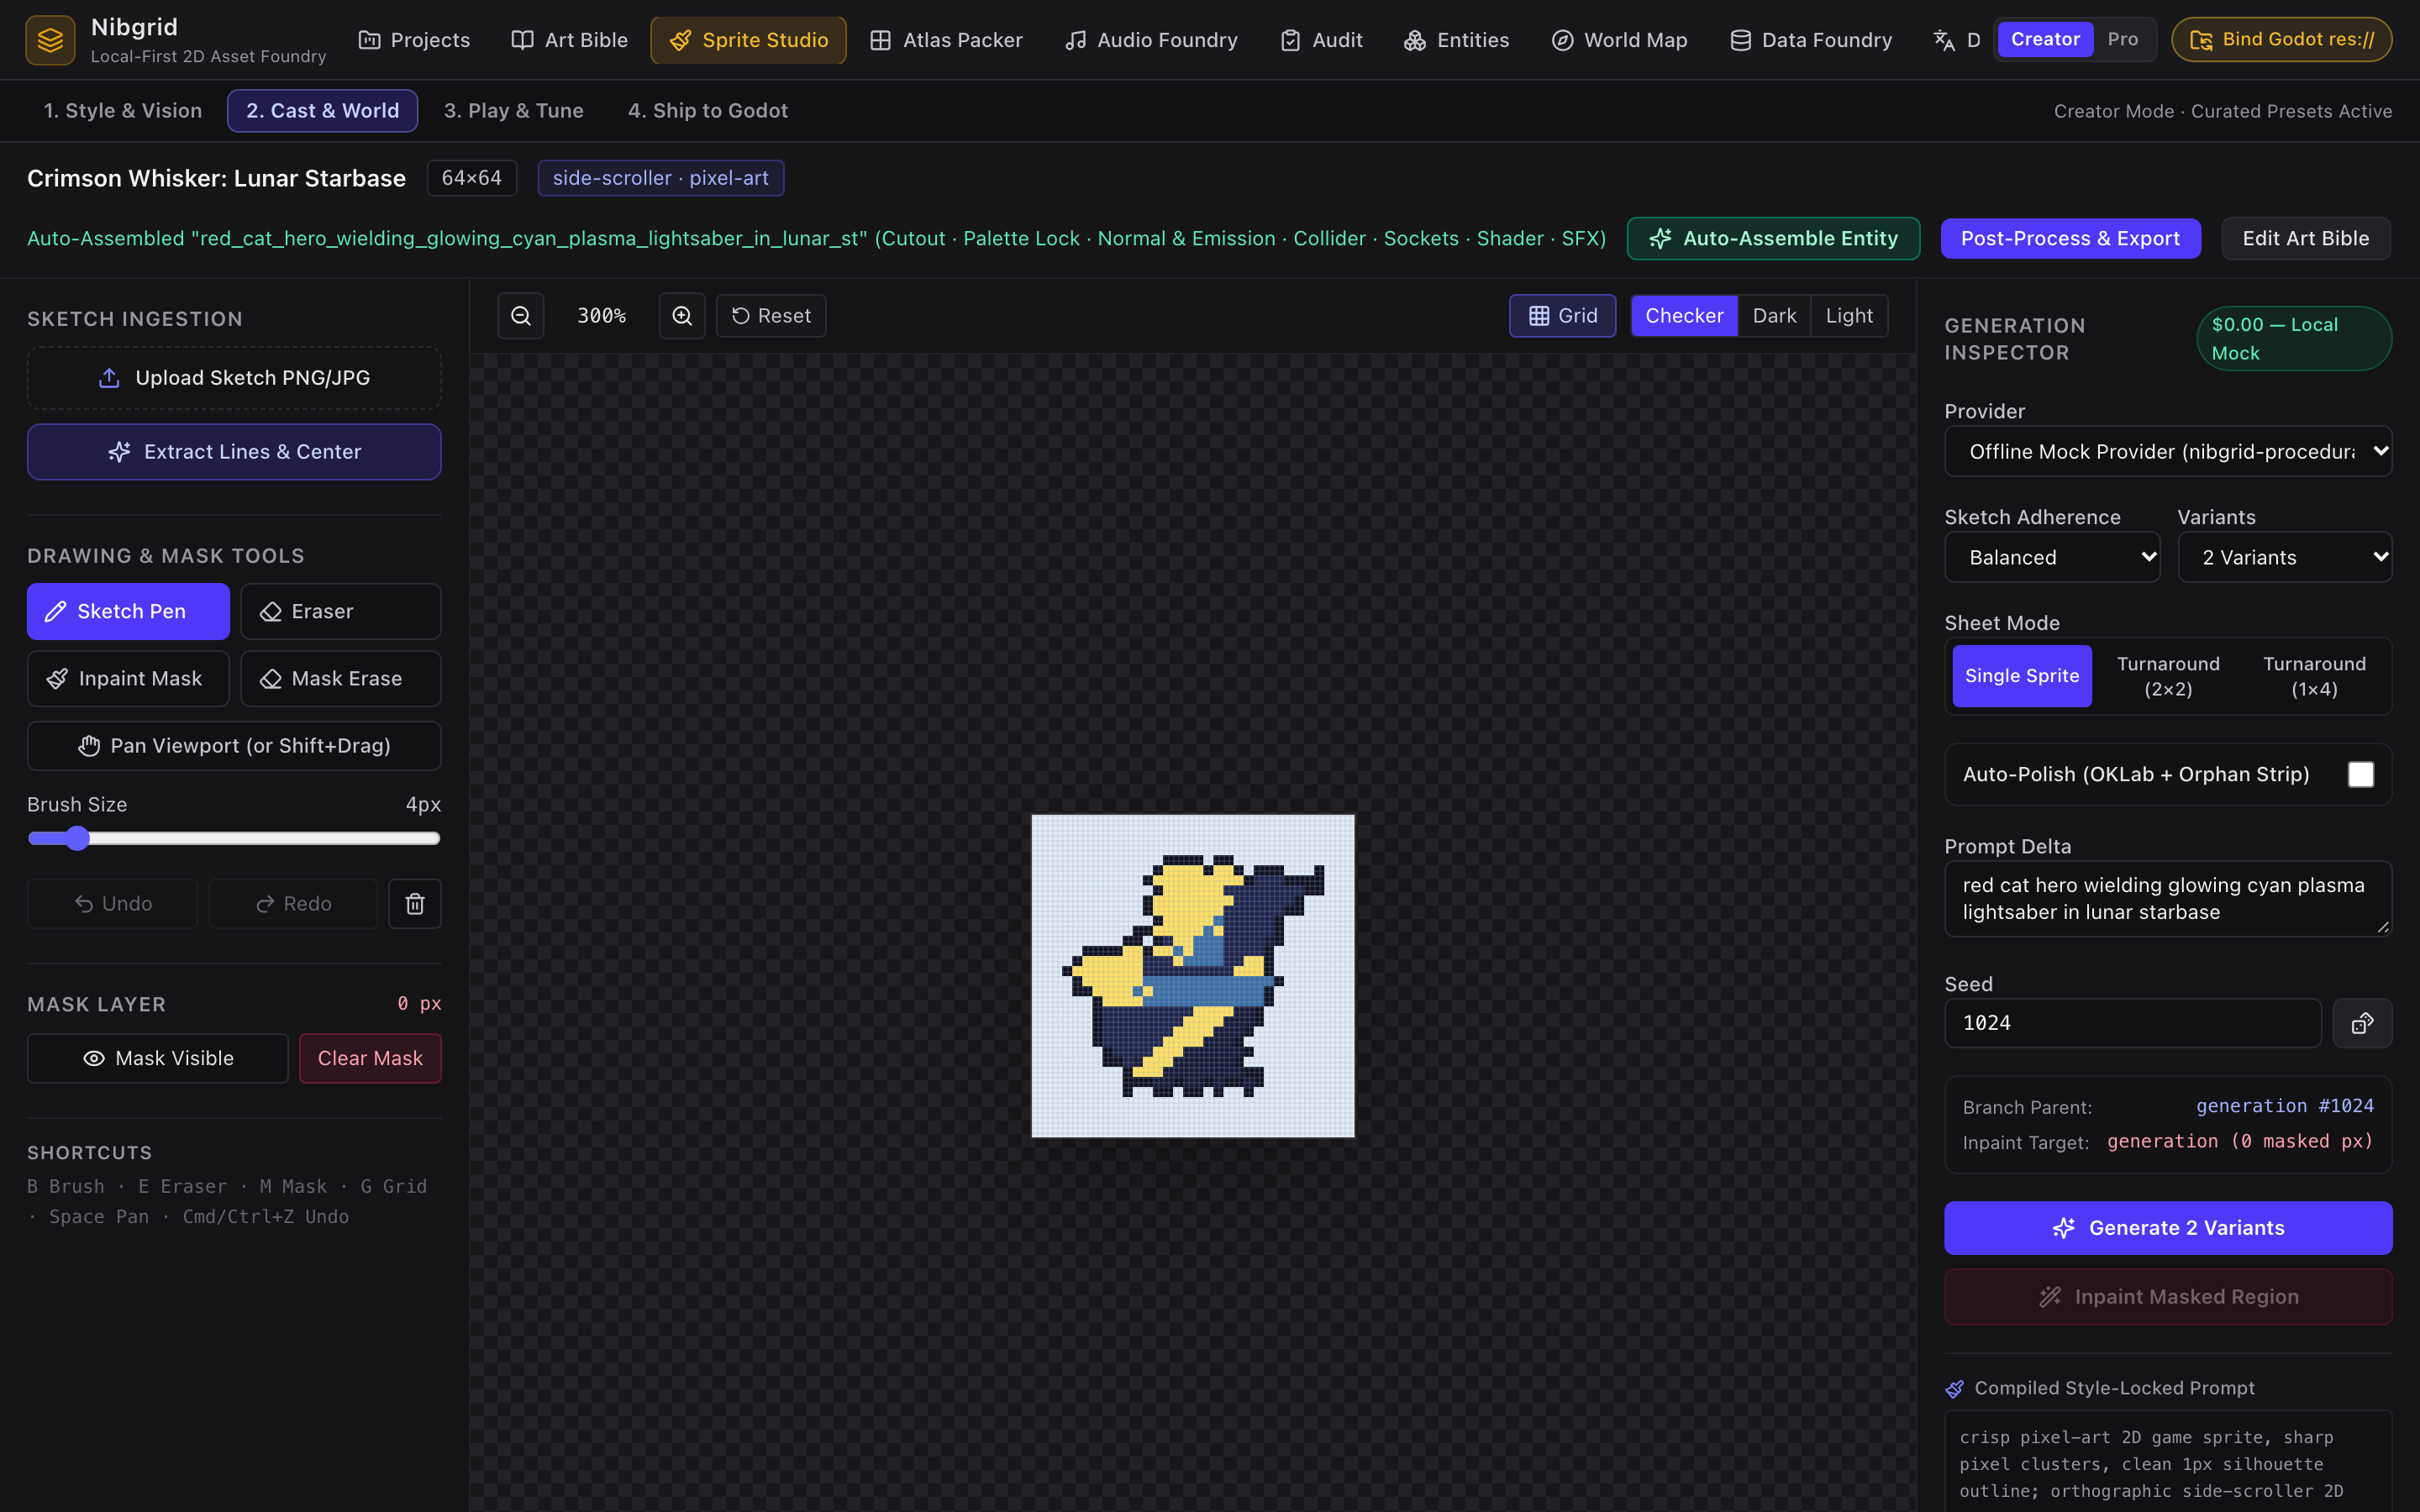 Nibgrid
Local-First 2D Asset Foundry
Projects
Art Bible
Sprite Studio
Atlas Packer
Audio Foundry
Audit
Entities
World Map
Data Foundry
D
Creator
Pro
Bind Godot res://
1. Style & Vision
2. Cast & World
3. Play & Tune
4. Ship to Godot
Creator Mode · Curated Presets Active
Crimson Whisker: Lunar Starbase
64×64
side-scroller · pixel-art
Auto-Assembled "red_cat_hero_wielding_glowing_cyan_plasma_lightsaber_in_lunar_st" (Cutout · Palette Lock · Normal & Emission · Collider · Sockets · Shader · SFX)
Auto-Assemble Entity
Post-Process & Export
Edit Art Bible
SKETCH INGESTION
Upload Sketch PNG/JPG
Extract Lines & Center
DRAWING & MASK TOOLS
Sketch Pen
Eraser
Inpaint Mask
Mask Erase
Pan Viewport (or Shift+Drag)
Brush Size
4px
Undo
Redo
MASK LAYER
0 px
Mask Visible
Clear Mask
SHORTCUTS
B Brush · E Eraser · M Mask · G Grid
· Space Pan · Cmd/Ctrl+Z Undo
300%
Reset
Grid
Checker
Dark
Light
GENERATION
INSPECTOR
$0.00 — Local
Mock
Provider
Offline Mock Provider (nibgrid-procedura
Sketch Adherence
Variants
Balanced
2 Variants
Sheet Mode
Single Sprite
Turnaround
(2×2)
Turnaround
(1×4)
Auto-Polish (OKLab + Orphan Strip)
Prompt Delta
red cat hero wielding glowing cyan plasma
lightsaber in lunar starbase
Seed
1024
Branch Parent:
generation #1024
Inpaint Target:
generation (0 masked px)
Generate 2 Variants
Inpaint Masked Region
Compiled Style-Locked Prompt
crisp pixel-art 2D game sprite, sharp
pixel clusters, clean 1px silhouette
outline; orthographic side-scroller 2D